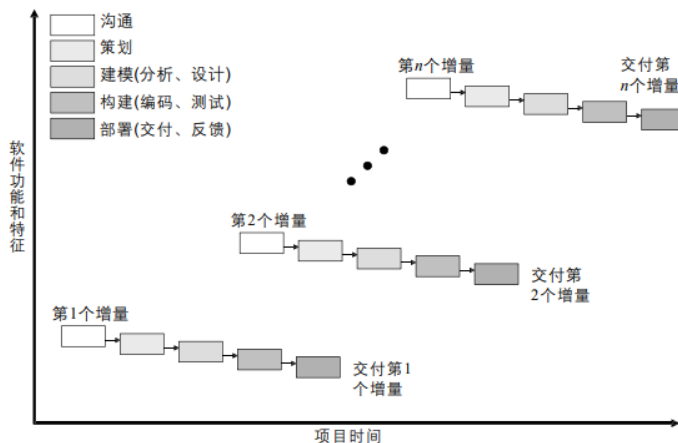 沟通
策划
建模(分析、设计)
构建(编码、测试)
部署(交付、反馈)
软件功能和特征
第n个增量
交付第
n个增量
第2个增量
交付第
2个增量
第1个增量
交付第1
个增量
项目时间